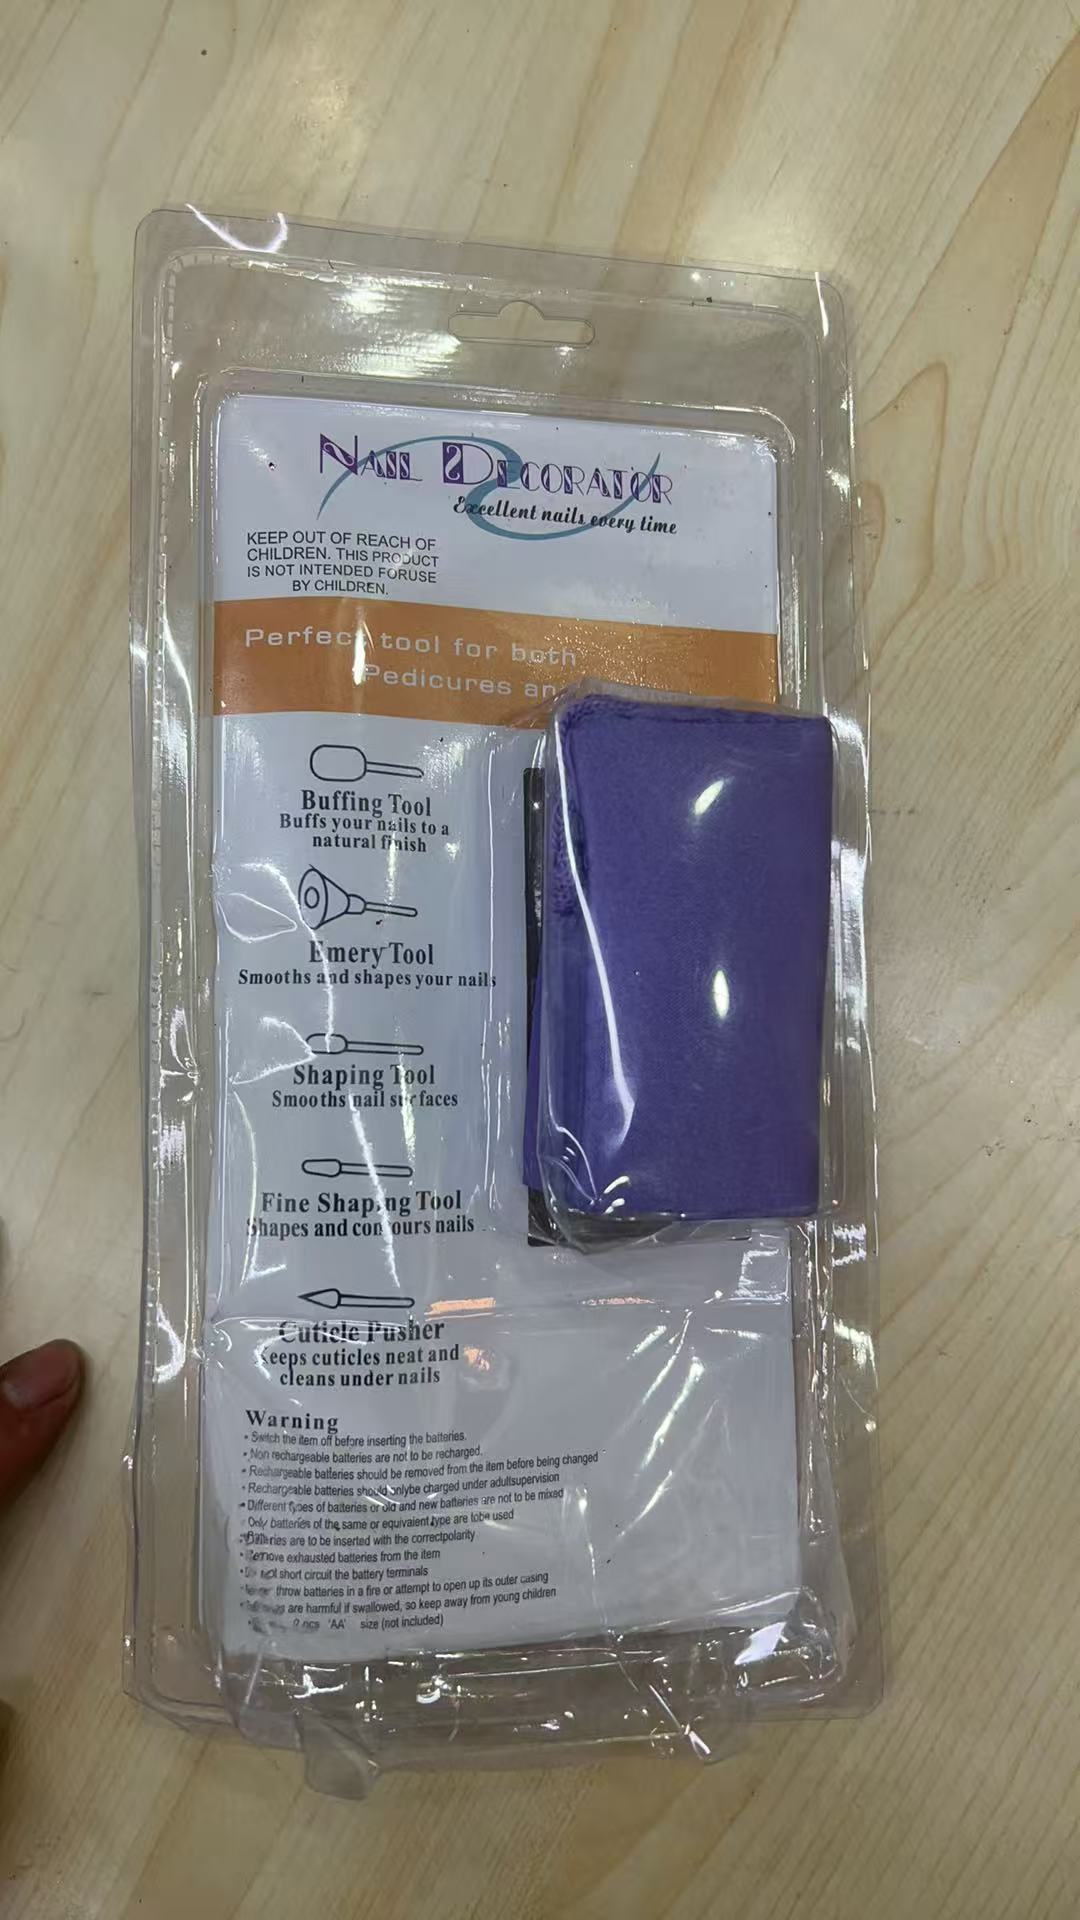 NAIL DECORATOR
Excellent nails every time
KEEP OUT OF REACH OF
CHILDREN. THIS PRODUCT
IS NOT INTENDED FORUSE
BY CHILDREN.
Perfect tool for both
Pedicures an
Buffing Tool
Buffs your nails to a
natural finish
Emery Tool
Smooths and shapes your nails
Shaping Tool
Smooths nail surfaces
Fine Shaping Tool
Shapes and contours nails
Cuticle Pusher
Keeps cuticles neat and
cleans under nails
Warning
• Switch the item off before inserting the batteries.
• Non rechargeable batteries are not to be recharged.
• Rechargeable batteries should be removed from the item before being changed
• Rechargeable batteries should onlybe charged under adultsupervision
• Different types of batteries or old and new batteries are not to be mixed
Only batteries of the same or equivalent type are tobe used
• Batteries are to be inserted with the correctpolarity
• Remove exhausted batteries from the item
• Do not short circuit the battery terminals
• throw batteries in a fire or attempt to open up its outer casing
• are harmful if swallowed, so keep away from young children
• pcs 'AA' size (not included)